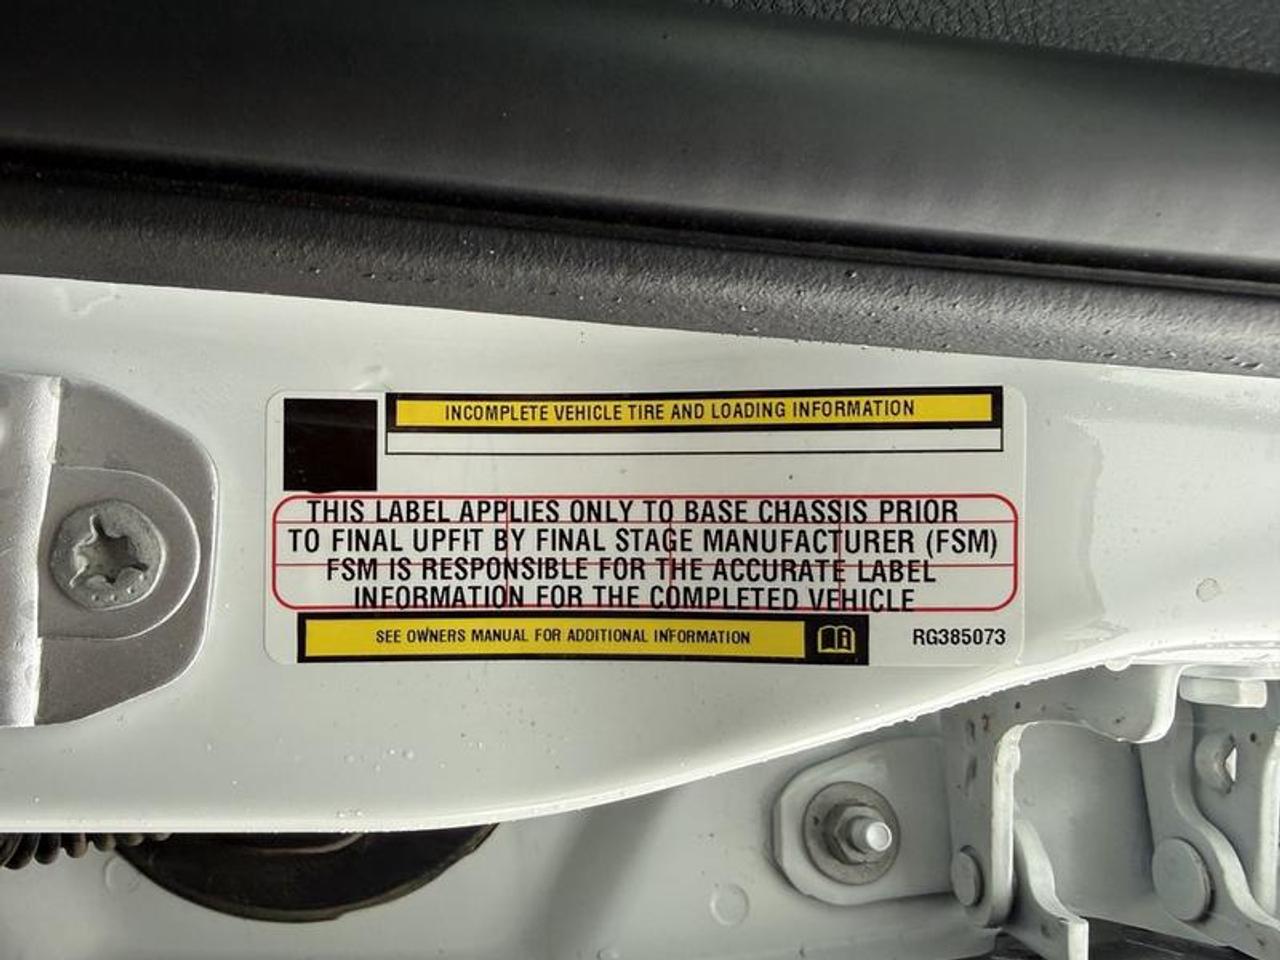 INCOMPLETE VEHICLE TIRE AND LOADING INFORMATION
THIS LABEL APPLIES ONLY TO BASE CHASSIS PRIOR
TO FINAL UPFIT BY FINAL STAGE MANUFACTURER (FSM)
FSM IS RESPONSIBLE FOR THE ACCURATE LABEL
INFORMATION FOR THE COMPLETED VEHICLE
SEE OWNERS MANUAL FOR ADDITIONAL INFORMATION
RG385073